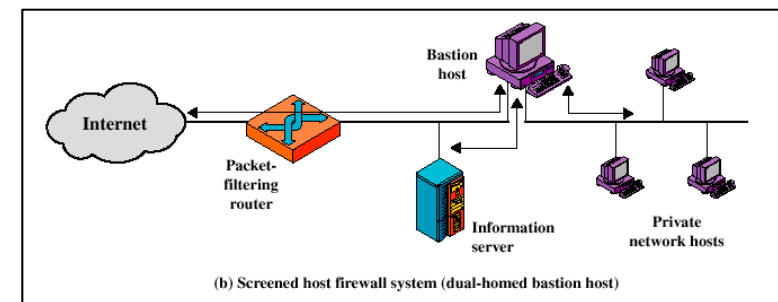 Bastion
host
Internet
Packet-
filtering
router
Information
server
Private
network hosts
(b) Screened host firewall system (dual-homed bastion host)